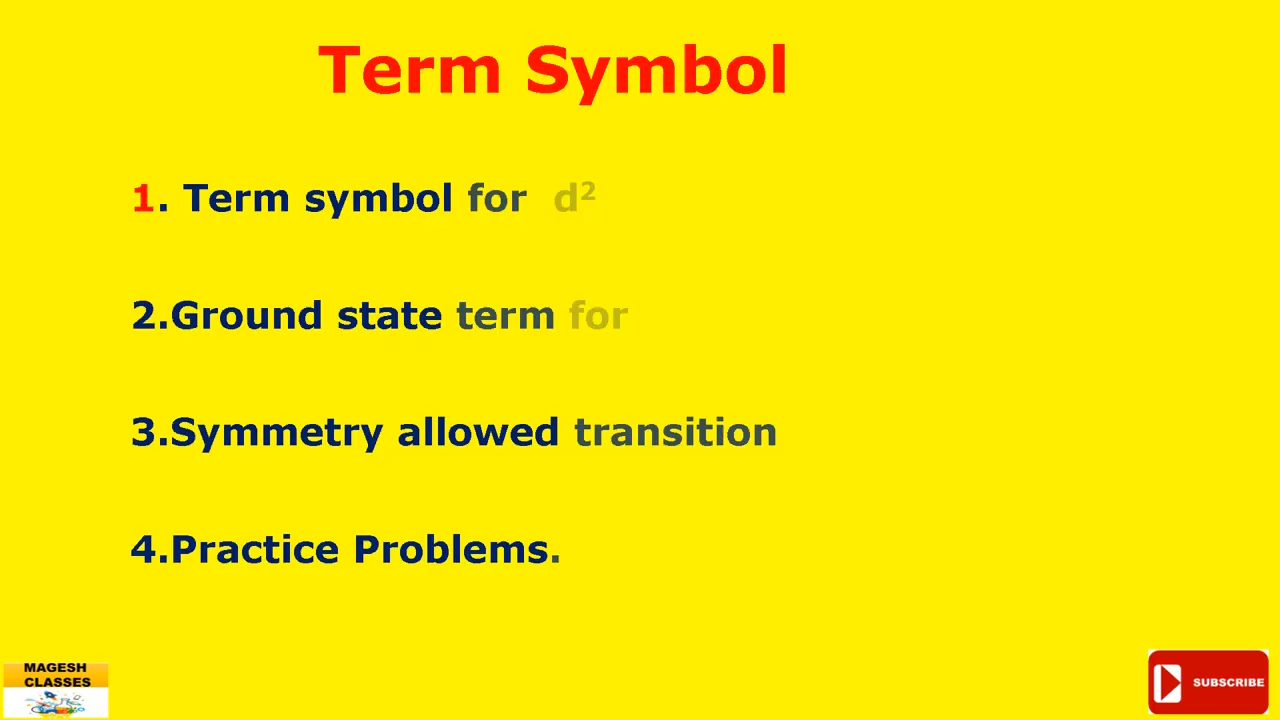 Term Symbol
1. Term symbol for d²
2.Ground state term for
3.Symmetry allowed transition
4.Practice Problems.
MAGESH
CLASSES
SUBSCRIBE